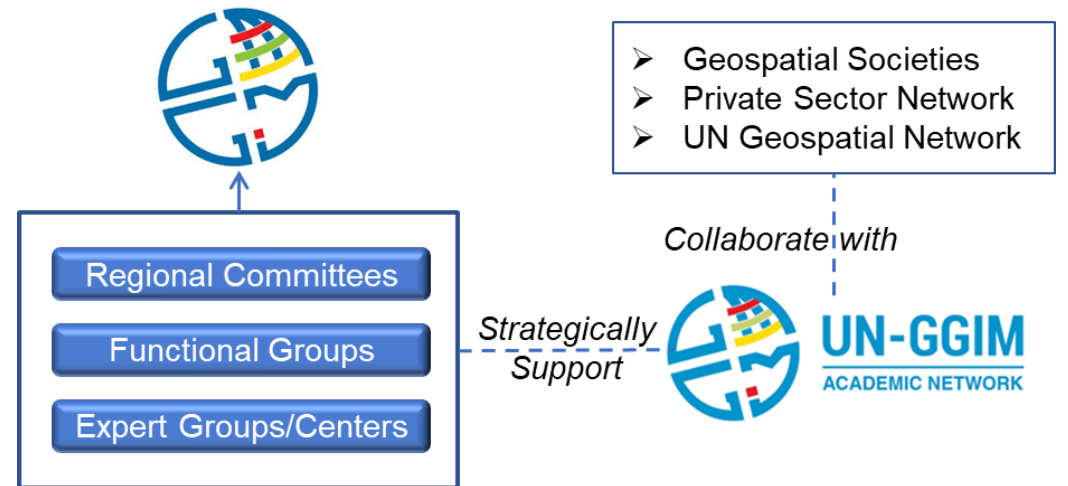 Geospatial Societies
Private Sector Network
UN Geospatial Network
Collaborate with
Regional Committees
Functional Groups
Expert Groups/Centers
Strategically
Support
UN-GGIM
ACADEMIC NETWORK